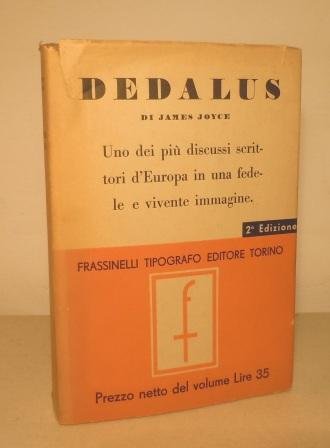 DEDALUS
DI JAMES JOYCE
Uno dei più discussi scrit-
tori d'Europa in una fede-
le e vivente immagine.
2ª Edizione
FRASSINELLI TIPOGRAFO EDITORE TORINO
f
Prezzo netto del volume Lire 35